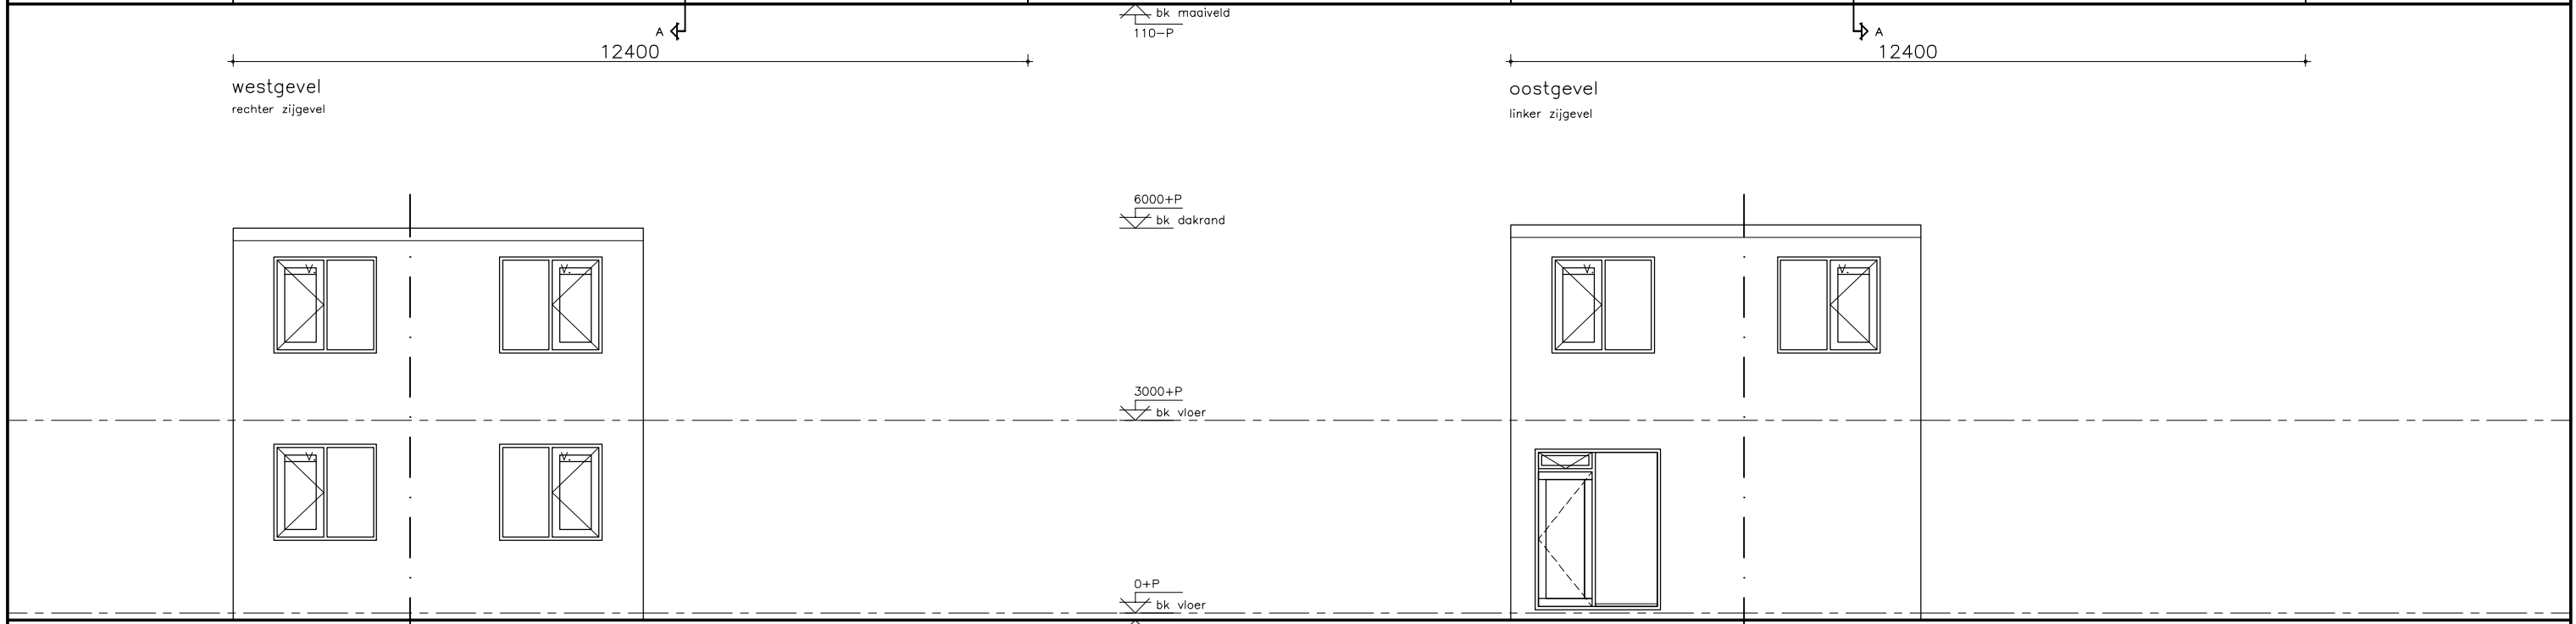 bk maaiveld
110-P
A
A
12400
12400
westgevel
rechter zijgevel
oostgevel
linker zijgevel
6000+P
bk dakrand
V.
V.
V.
V.
3000+P
bk vloer
V.
V.
0+P
bk vloer